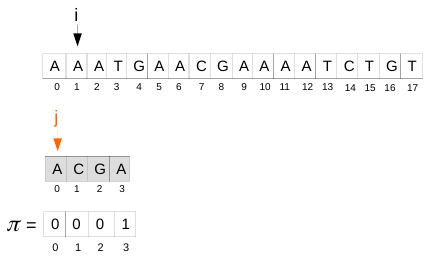 i
A A A T G A A C G A A A A T C T G T
0 1 2 3 4 5 6 7 8 9 10 11 12 13 14 15 16 17
j
A C G A
0 1 2 3
π = 0 0 0 1
0 1 2 3